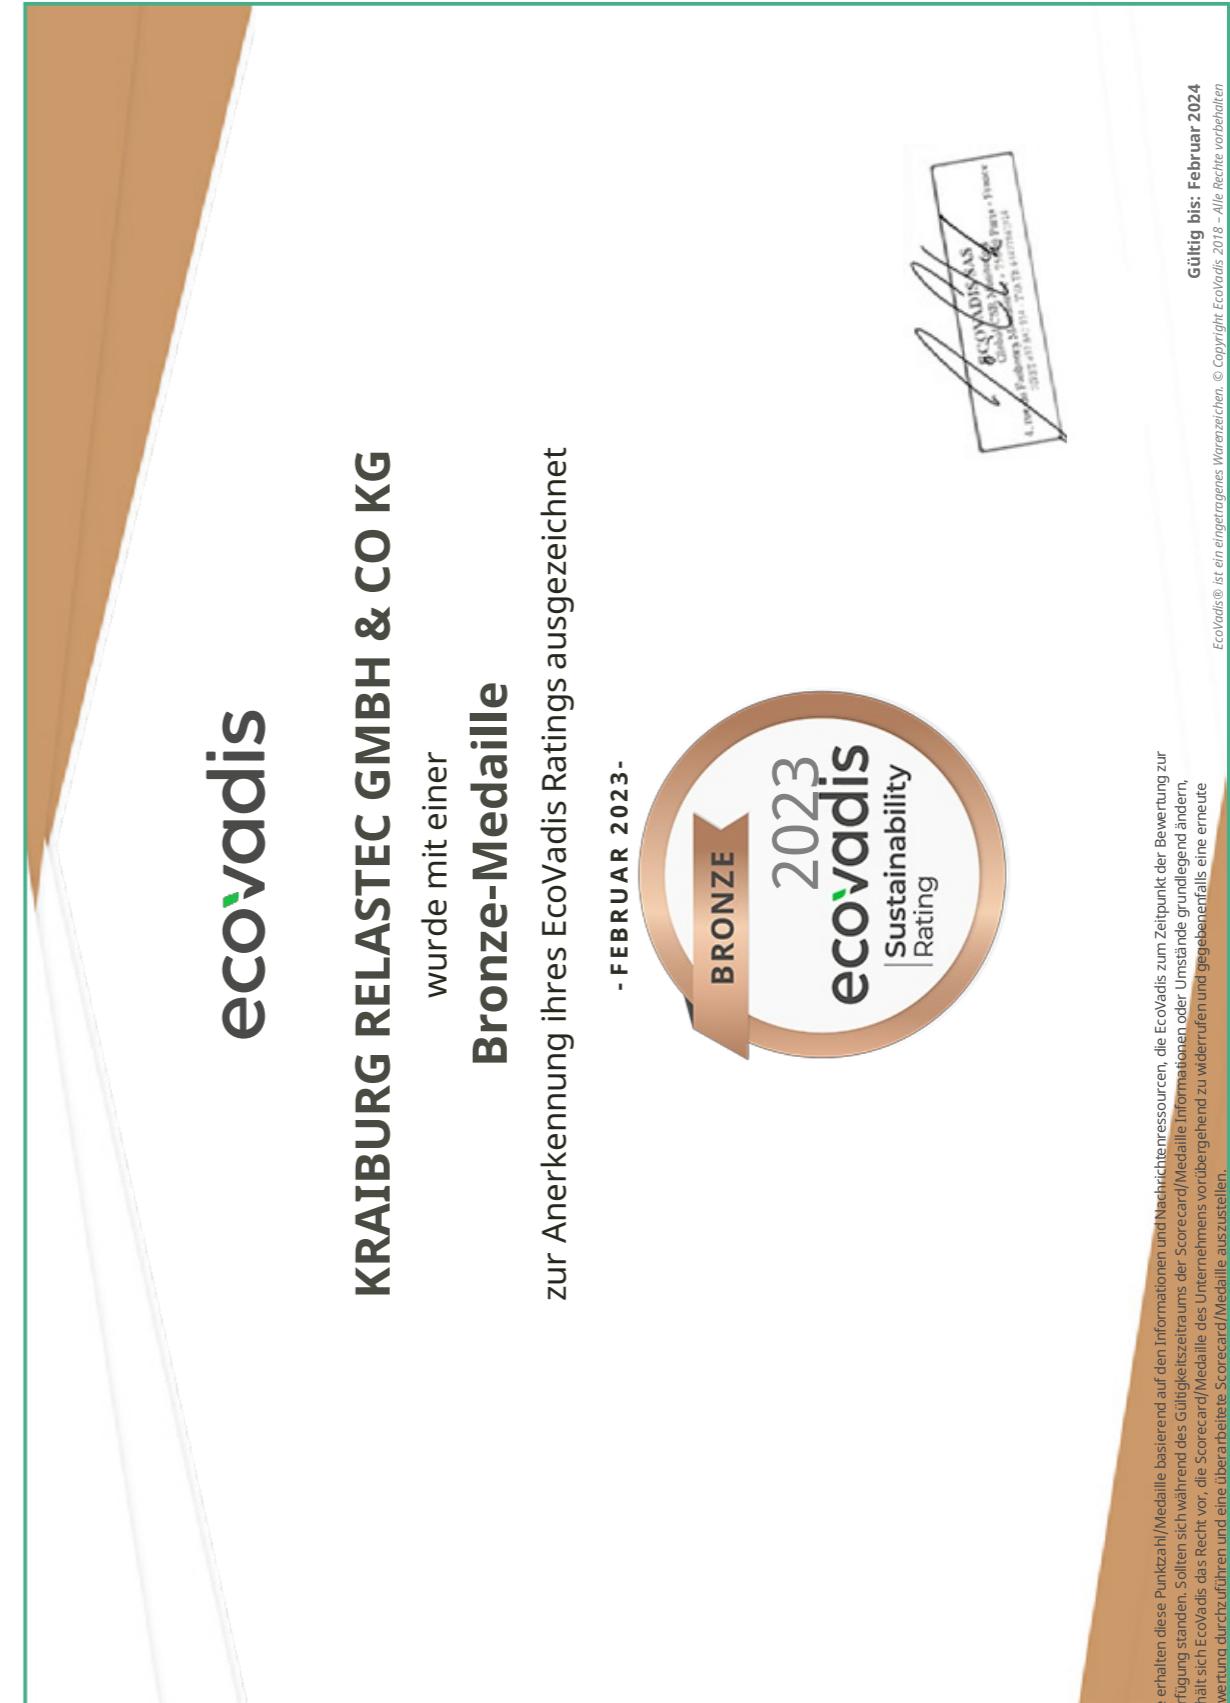 ecovadis
KRAIBURG RELASTEC GMBH & CO KG
wurde mit einer
Bronze-Medaille
zur Anerkennung ihres EcoVadis Ratings ausgezeichnet
- FEBRUAR 2023-
BRONZE
2023
ecovadis
Sustainability
Rating
ECOVADIS SAS
Paris - France
erhalten diese Punktzahl/Medaille basierend auf den Informationen und Nachrichtenressourcen, die EcoVadis zum Zeitpunkt der Bewertung zur
rfügung standen. Sollten sich während des Gültigkeitszeitraums der Scorecard/Medaille Informationen oder Umstände grundlegend ändern,
hält sich EcoVadis das Recht vor, die Scorecard/Medaille des Unternehmens vorübergehend zu widerrufen und gegebenenfalls eine erneute
wertung durchzuführen und eine überarbeitete Scorecard/Medaille auszustellen.
Gültig bis: Februar 2024
EcoVadis® ist ein eingetragenes Warenzeichen. © Copyright EcoVadis 2018 – Alle Rechte vorbehalten